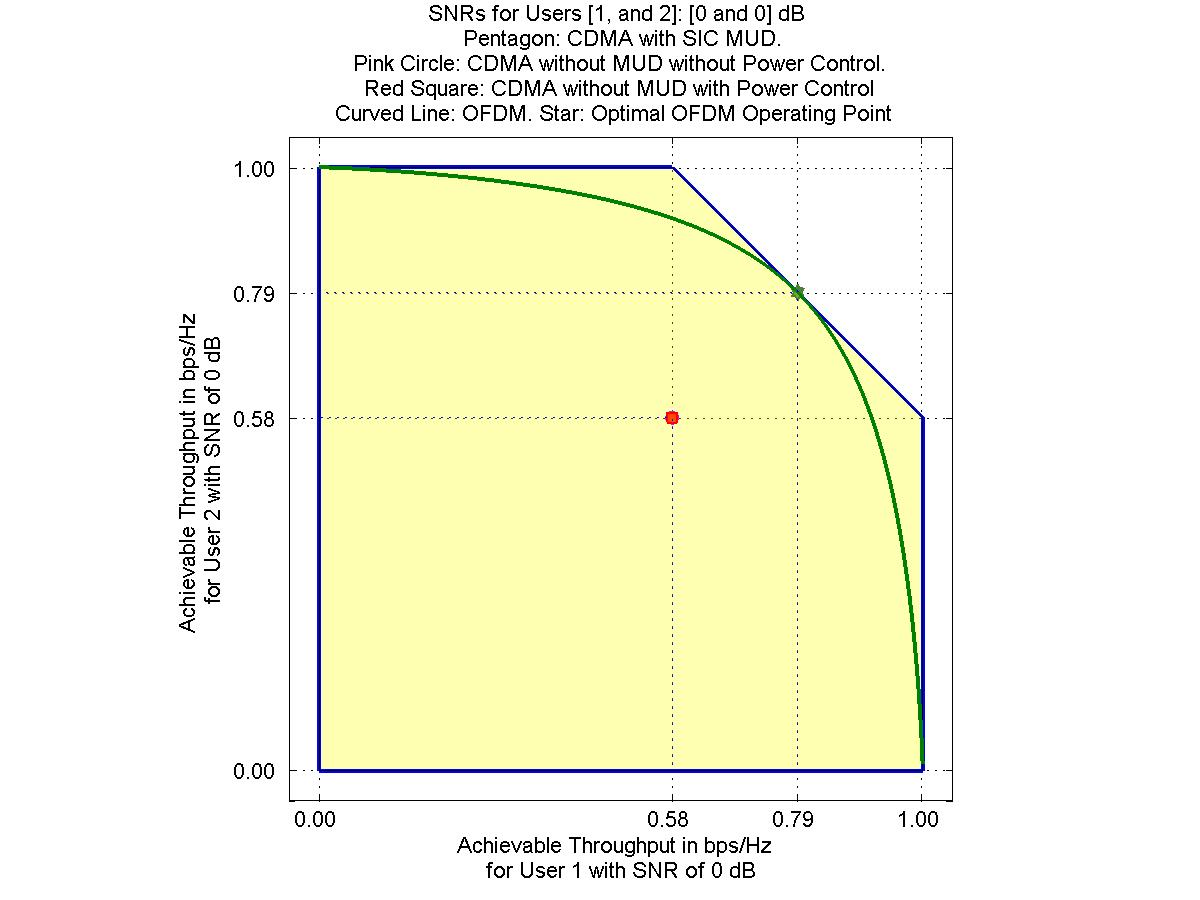 SNRs for Users [1, and 2]: [0 and 0] dB
Pentagon: CDMA with SIC MUD.
Pink Circle: CDMA without MUD without Power Control.
Red Square: CDMA without MUD with Power Control
Curved Line: OFDM. Star: Optimal OFDM Operating Point
1.00
0.79
0.58
0.00
Achievable Throughput in bps/Hz
for User 2 with SNR of 0 dB
0.00 0.58 0.79 1.00
Achievable Throughput in bps/Hz
for User 1 with SNR of 0 dB